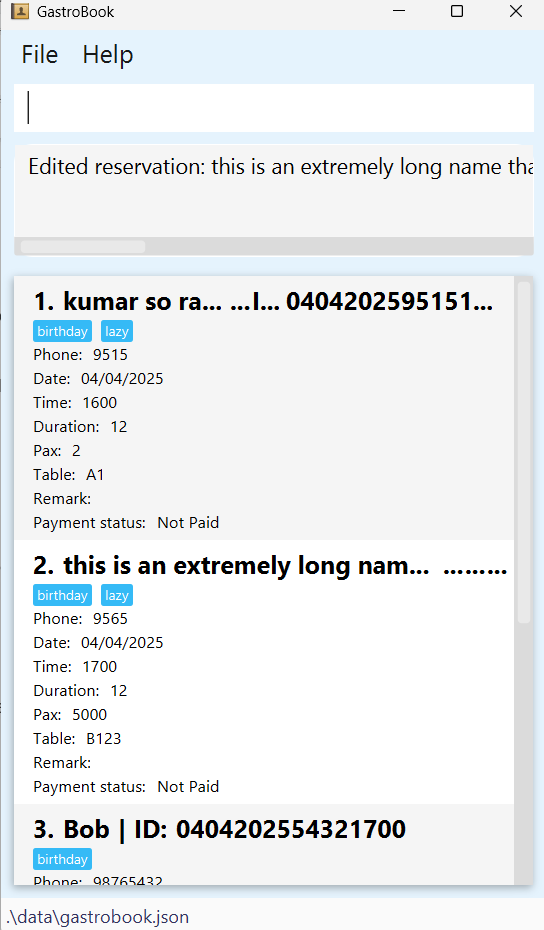 GastroBook
File Help
Edited reservation: this is an extremely long name tha
1. kumar so ra... ...I... 0404202595151...
birthday lazy
Phone: 9515
Date: 04/04/2025
Time: 1600
Duration: 12
Pax: 2
Table: A1
Remark:
Payment status: Not Paid
2. this is an extremely long nam... .........
birthday lazy
Phone: 9565
Date: 04/04/2025
Time: 1700
Duration: 12
Pax: 5000
Table: B123
Remark:
Payment status: Not Paid
3. Bob | ID: 0404202554321700
birthday
Phone: 98765432
.\data\gastrobook.json